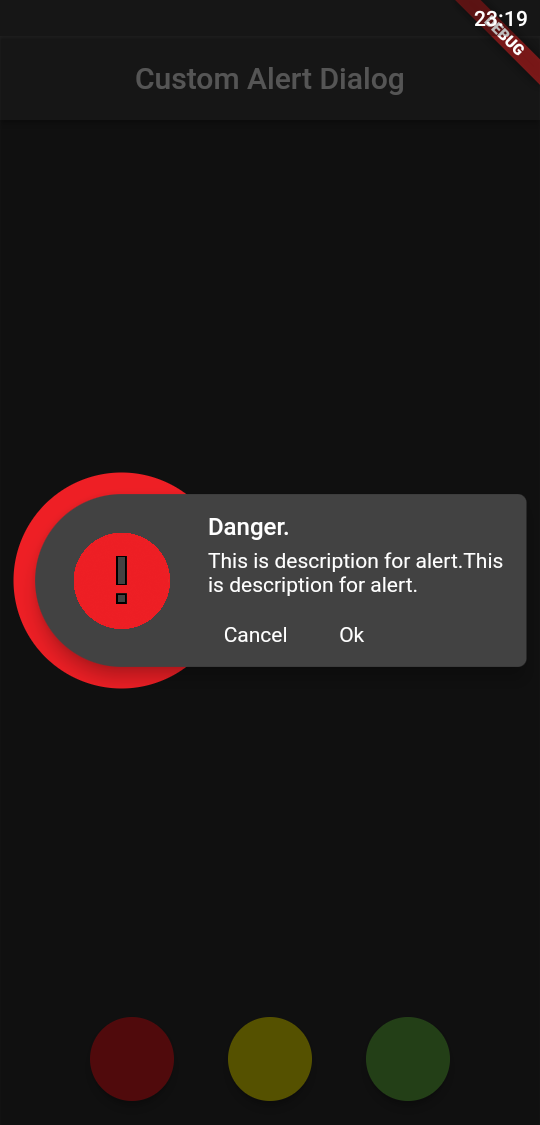 23:19
DEBUG
Custom Alert Dialog
Danger.
This is description for alert.This
is description for alert.
Cancel Ok